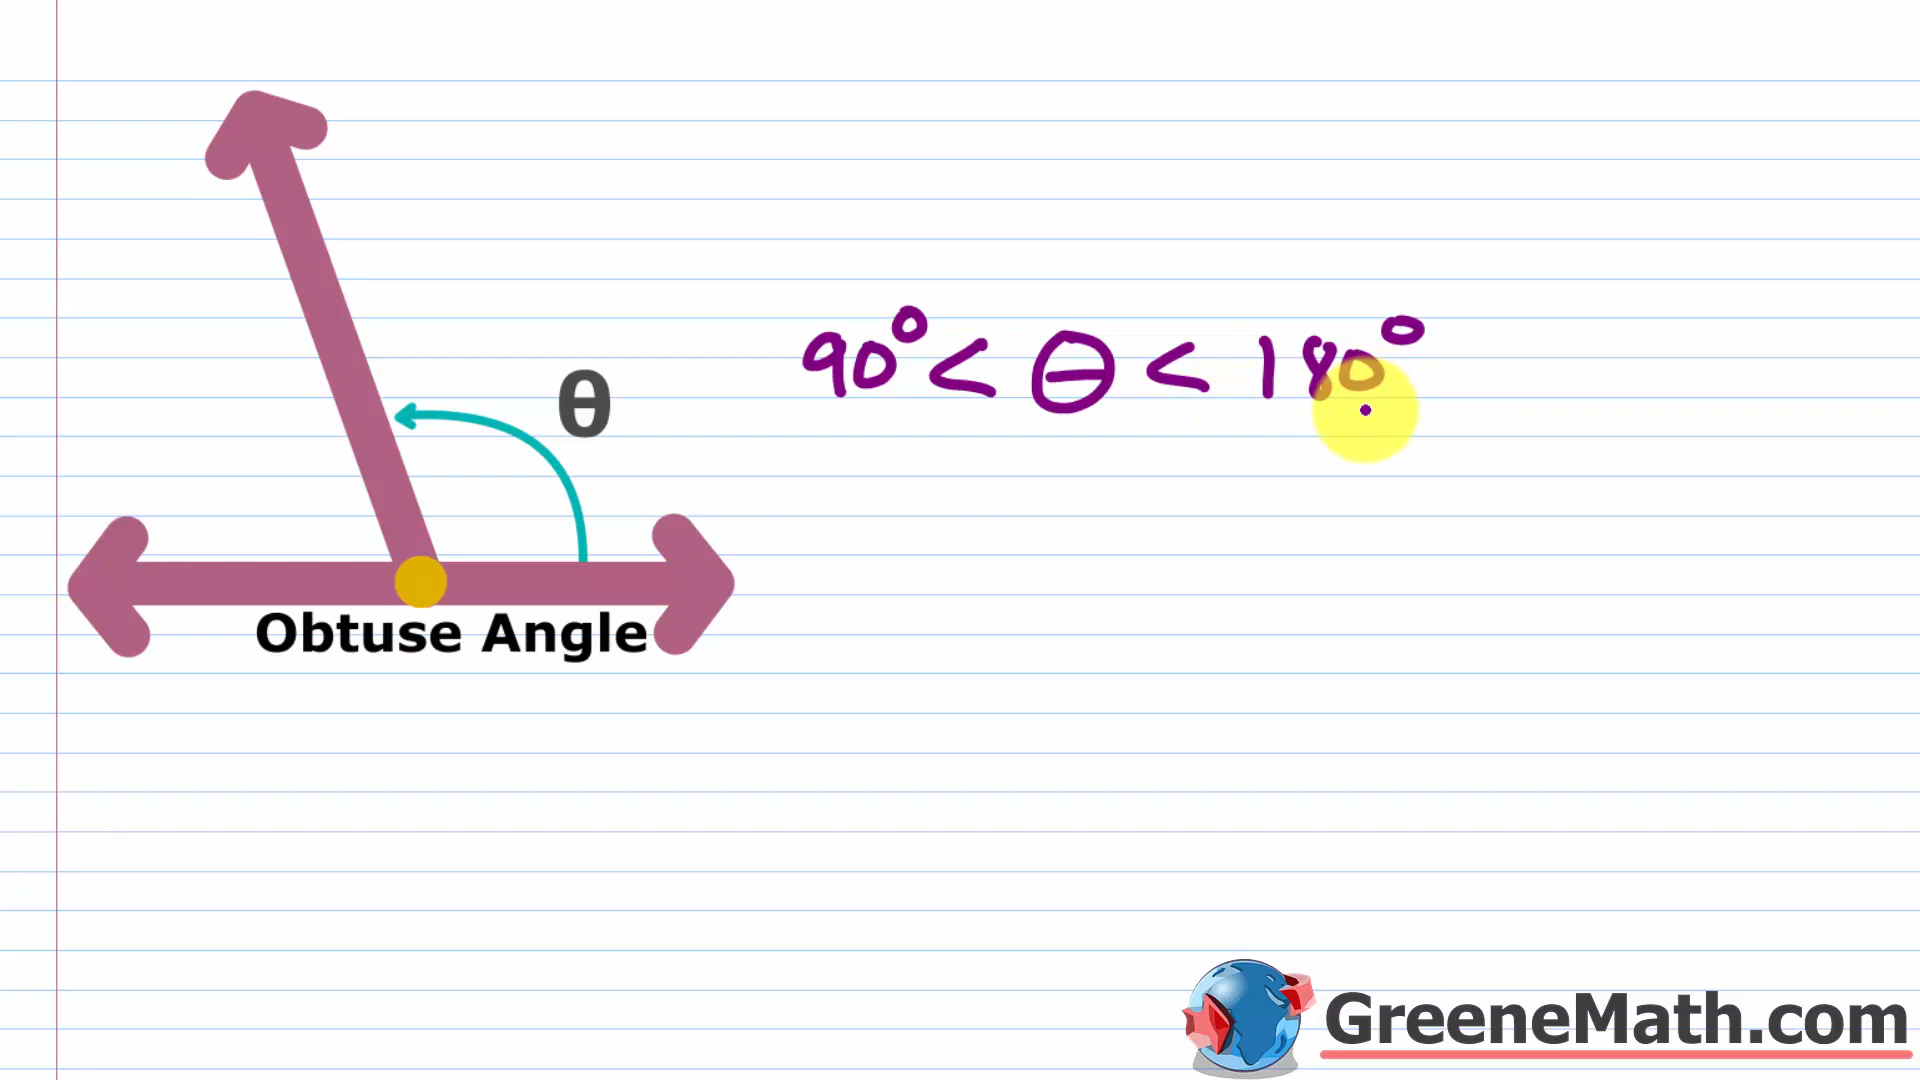 90° < θ < 180°
θ
Obtuse Angle
GreeneMath.com